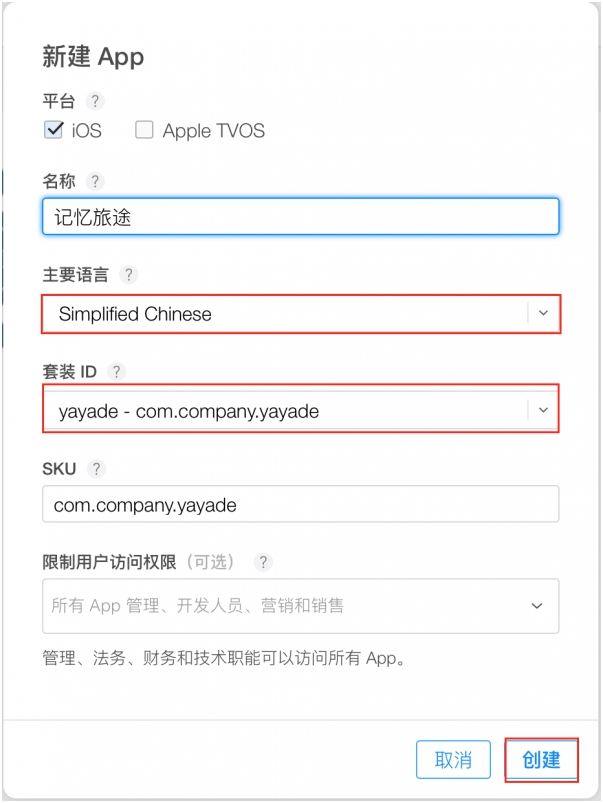 新建 App
平台 ?
iOS Apple TVOS
名称 ?
记忆旅途
主要语言 ?
Simplified Chinese
套装 ID ?
yayade - com.company.yayade
SKU ?
com.company.yayade
限制用户访问权限（可选） ?
所有 App 管理、开发人员、营销和销售
管理、法务、财务和技术职能可以访问所有 App。
取消 创建